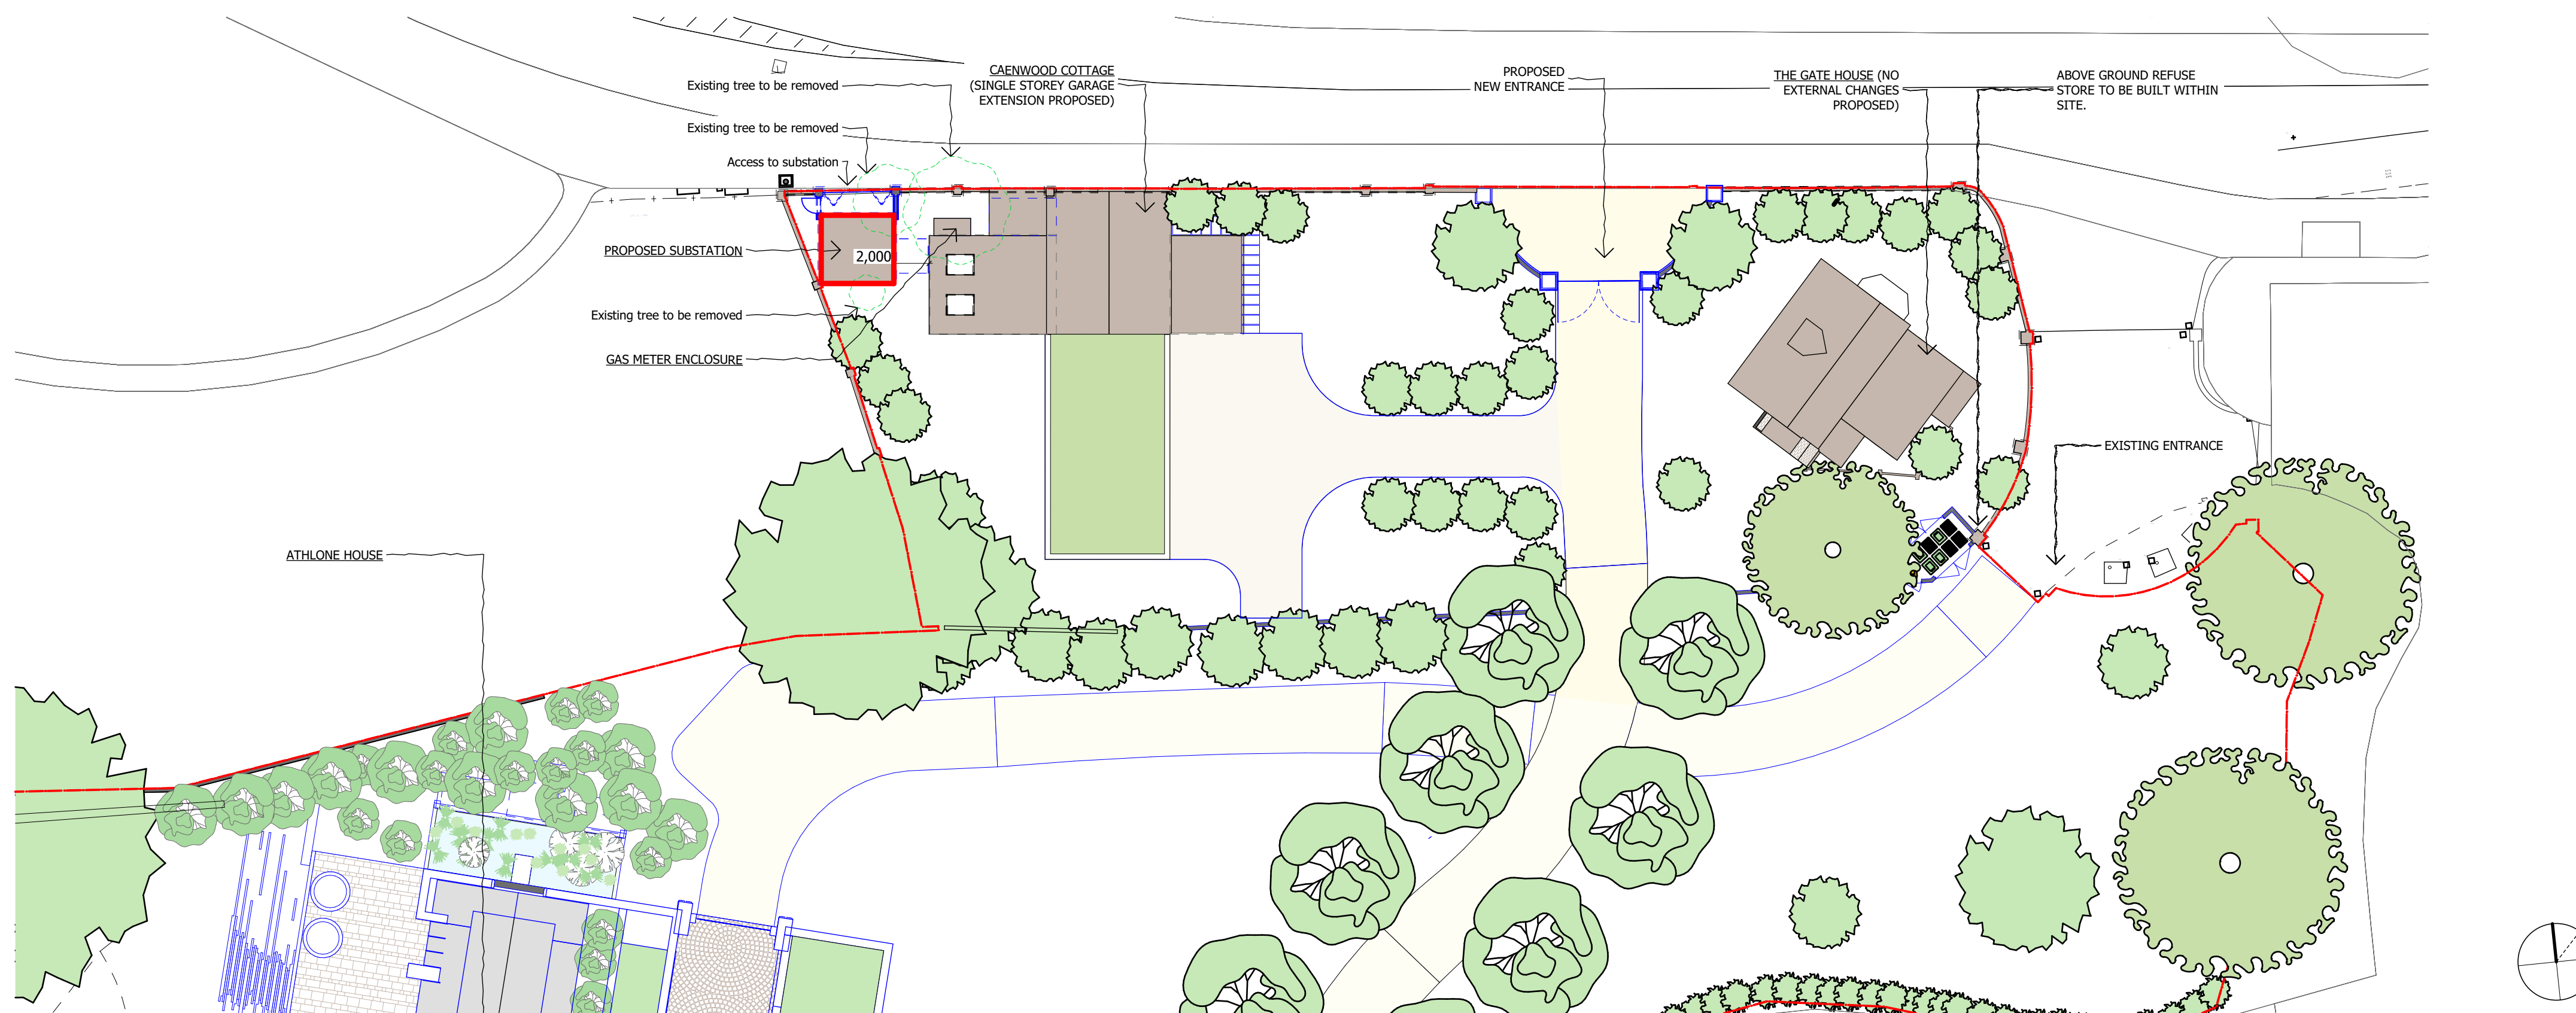 Existing tree to be removed
CAENWOOD COTTAGE
(SINGLE STOREY GARAGE
EXTENSION PROPOSED)
PROPOSED
NEW ENTRANCE
THE GATE HOUSE (NO
EXTERNAL CHANGES
PROPOSED)
ABOVE GROUND REFUSE
STORE TO BE BUILT WITHIN
SITE.
Existing tree to be removed
Access to substation
PROPOSED SUBSTATION
2,000
Existing tree to be removed
GAS METER ENCLOSURE
EXISTING ENTRANCE
ATHLONE HOUSE